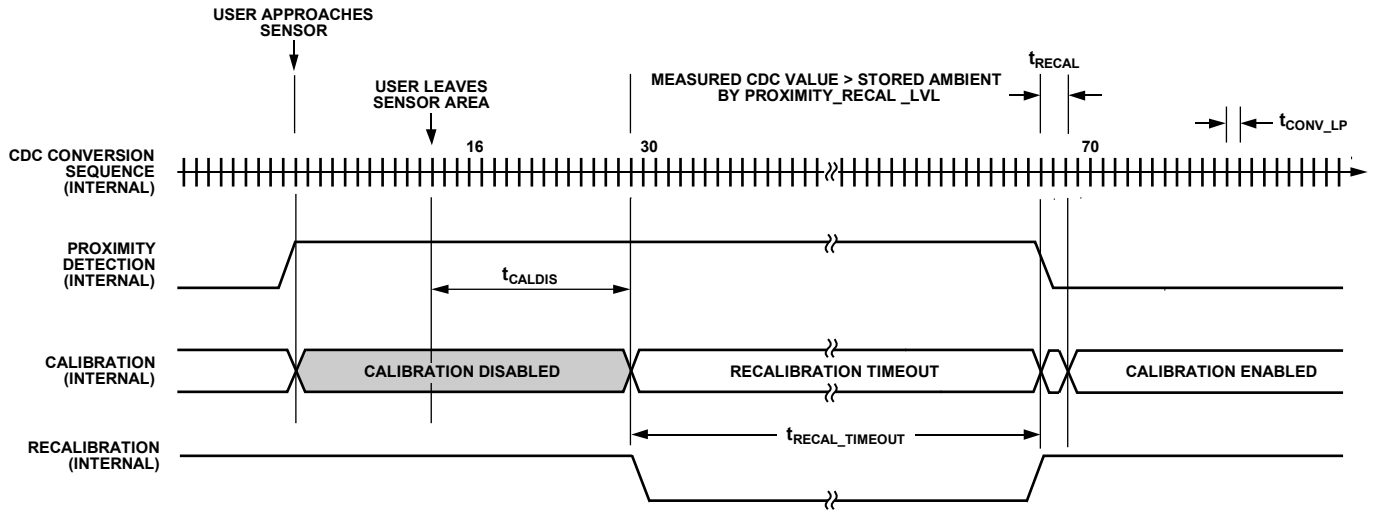 USER APPROACHES
SENSOR
USER LEAVES
SENSOR AREA
MEASURED CDC VALUE > STORED AMBIENT
BY PROXIMITY_RECAL _LVL
tRECAL
tCONV_LP
CDC CONVERSION
SEQUENCE
(INTERNAL)
16
30
70
PROXIMITY
DETECTION
(INTERNAL)
tCALDIS
CALIBRATION
(INTERNAL)
CALIBRATION DISABLED
RECALIBRATION TIMEOUT
CALIBRATION ENABLED
RECALIBRATION
(INTERNAL)
tRECAL_TIMEOUT